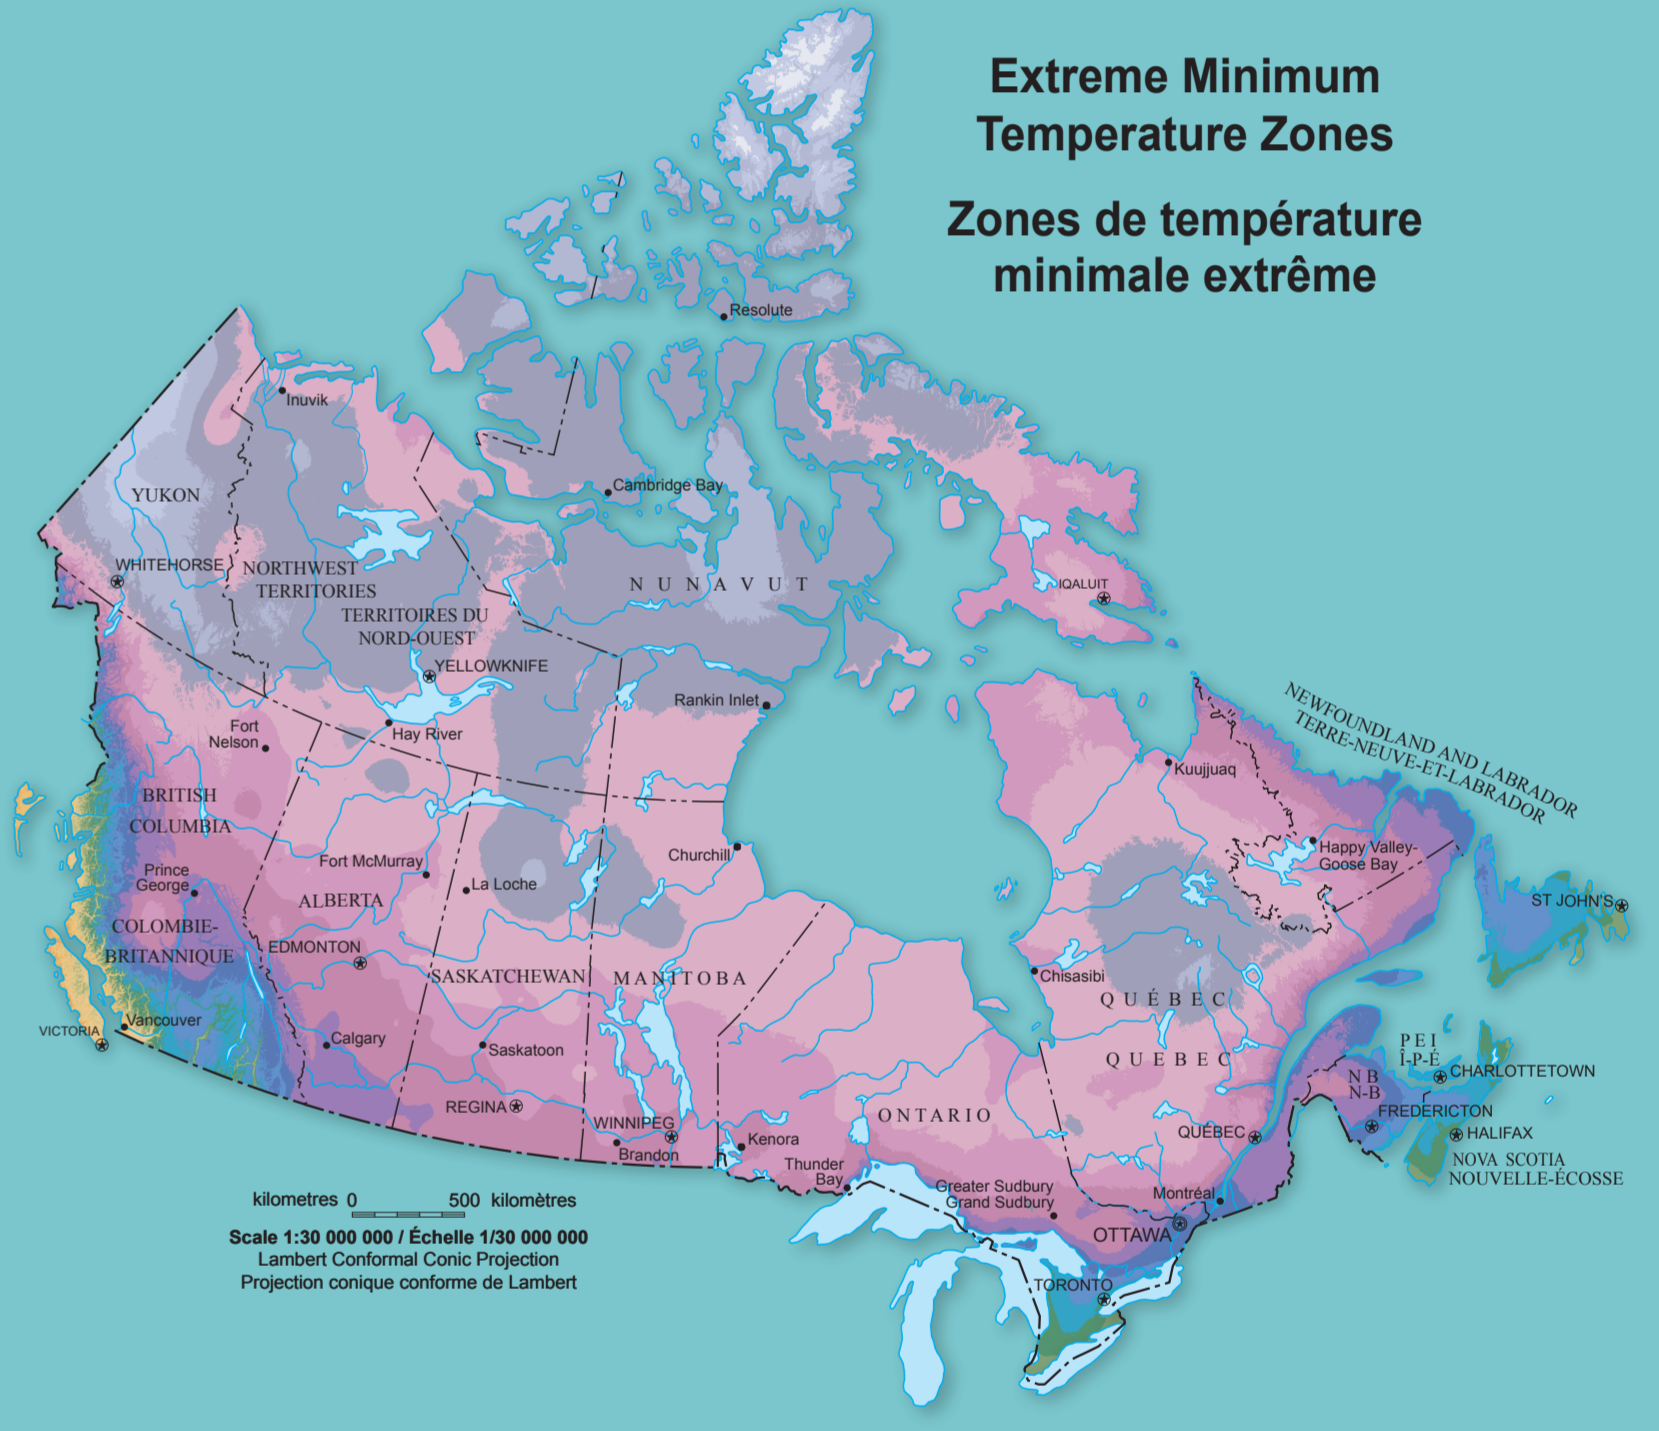 Extreme Minimum
Temperature Zones
Zones de température
minimale extrême
Resolute
Inuvik
Cambridge Bay
YUKON
WHITEHORSE
NORTHWEST
TERRITORIES
TERRITOIRES DU
NORD-OUEST
NUNAVUT
IQALUIT
YELLOWKNIFE
Rankin Inlet
Fort
Nelson
Hay River
Kuujjuaq
NEWFOUNDLAND AND LABRADOR
TERRE-NEUVE-ET-LABRADOR
BRITISH
COLUMBIA
Churchill
Happy Valley-
Goose Bay
Fort McMurray
Prince
George
La Loche
ALBERTA
ST JOHN'S
COLOMBIE-
BRITANNIQUE
EDMONTON
SASKATCHEWAN
MANITOBA
Chisasibi
QUÉBEC
Vancouver
VICTORIA
Calgary
Saskatoon
QUEBEC
PEI
Î-P-É
CHARLOTTETOWN
N B
N-B
REGINA
WINNIPEG
Brandon
Kenora
ONTARIO
QUÉBEC
FREDERICTON
HALIFAX
NOVA SCOTIA
NOUVELLE-ÉCOSSE
Thunder
Bay
Greater Sudbury
Grand Sudbury
Montréal
OTTAWA
TORONTO
kilometres 0 500 kilomètres
Scale 1:30 000 000 / Échelle 1/30 000 000
Lambert Conformal Conic Projection
Projection conique conforme de Lambert